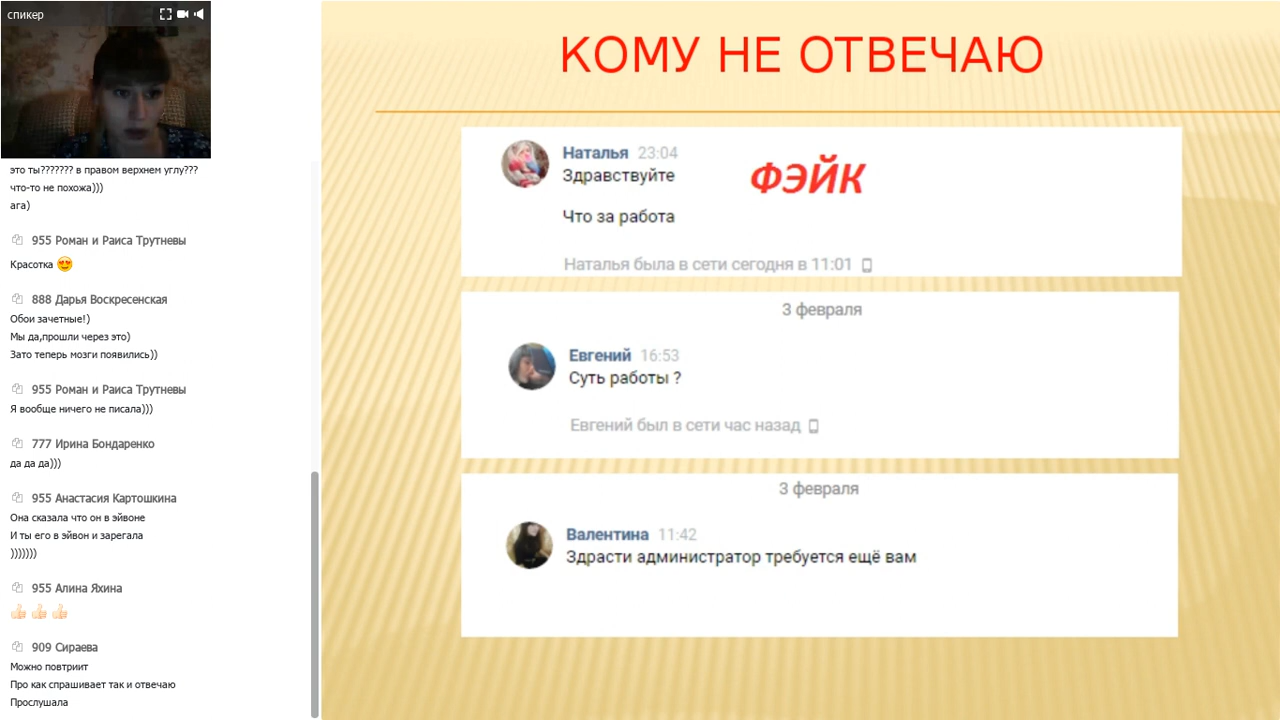 спикер
это ты??????? в правом верхнем углу???
что-то не похожа)))
ага)
955 Роман и Раиса Трутневы
Красотка
888 Дарья Воскресенская
Обои зачетные!)
Мы да,прошли через это)
Зато теперь мозги появились))
955 Роман и Раиса Трутневы
Я вообще ничего не писала)))
777 Ирина Бондаренко
да да да)))
955 Анастасия Картошкина
Она сказала что он в эйвоне
И ты его в эйвон и зарегала
)))))))
955 Алина Яхина
909 Сираева
Можно повтриит
Про как спрашивает так и отвечаю
Прослушала
КОМУ НЕ ОТВЕЧАЮ
Наталья 23:04
Здравствуйте
ФЭЙК
Что за работа
Наталья была в сети сегодня в 11:01
3 февраля
Евгений 16:53
Суть работы ?
Евгений был в сети час назад
3 февраля
Валентина 11:42
Здрасти администратор требуется ещё вам